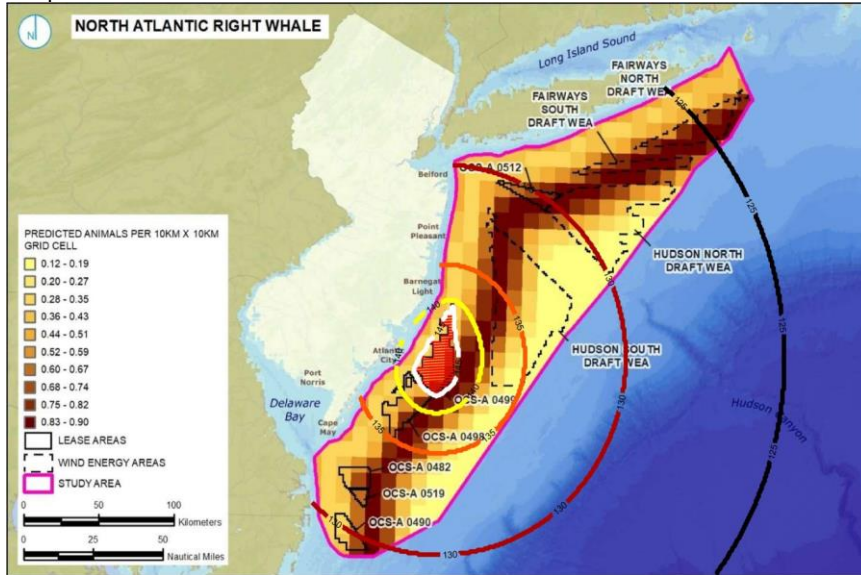 N
NORTH ATLANTIC RIGHT WHALE
Long Island Sound
FAIRWAYS
NORTH
DRAFT WEA
FAIRWAYS
SOUTH
DRAFT WEA
125
125
125
OCS-A 0512
Belford
Point
Pleasant
Barnegat
Light
HUDSON NORTH
DRAFT WEA
130
135
140
145
140
Atlantic
City
HUDSON SOUTH
DRAFT WEA
Port
Norris
Delaware
Bay
Cape
May
OCS-A 0499
130
Hudson Canyon
135
135
OCS-A 0498
OCS-A 0482
OCS-A 0519
OCS-A 0490
130
130
130
PREDICTED ANIMALS PER 10KM X 10KM
GRID CELL
0.12 - 0.19
0.20 - 0.27
0.28 - 0.35
0.36 - 0.43
0.44 - 0.51
0.52 - 0.59
0.60 - 0.67
0.68 - 0.74
0.75 - 0.82
0.83 - 0.90
LEASE AREAS
WIND ENERGY AREAS
STUDY AREA
0 50 100
Kilometers
0 25 50
Nautical Miles